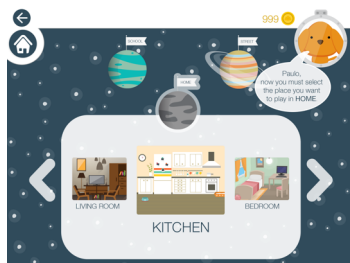 999
SCHOOL
STREET
HOME
Paulo,
now you must select
the place you want
to play in HOME
LIVING ROOM
KITCHEN
BEDROOM